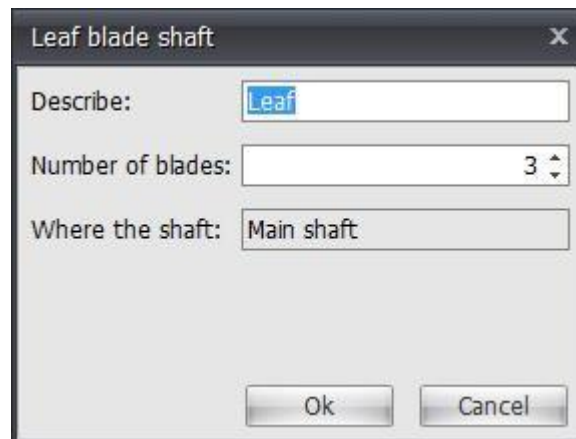 Leaf blade shaft x
Describe: Leaf
Number of blades: 3
Where the shaft: Main shaft
Ok Cancel